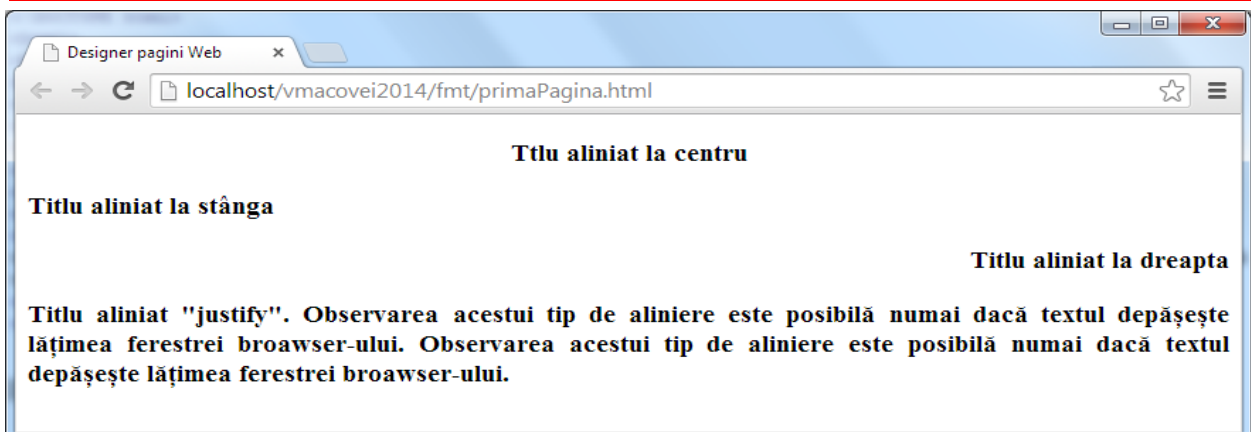 Designer pagini Web
localhost/vmacovei2014/fmt/primaPagina.html
Ttlu aliniat la centru
Titlu aliniat la stânga
Titlu aliniat la dreapta
Titlu aliniat "justify". Observarea acestui tip de aliniere este posibilă numai dacă textul depășește
lățimea ferestrei broawser-ului. Observarea acestui tip de aliniere este posibilă numai dacă textul
depășește lățimea ferestrei broawser-ului.